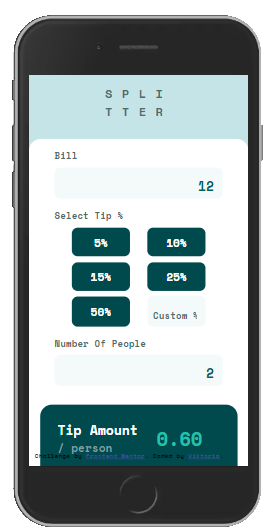 S P L I
T T E R
Bill
12
Select Tip %
5% 10%
15% 25%
50% Custom %
Number Of People
2
Tip Amount
/ person 0.60
Challenge by Frontend Mentor. Coded by